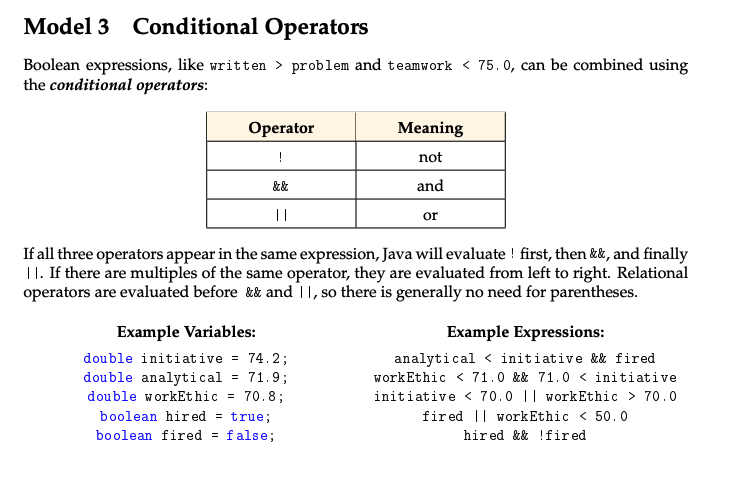 Model 3 Conditional Operators
Boolean expressions, like written > problem and teamwork < 75.0, can be combined using
the conditional operators:
Operator Meaning
! not
&& and
|| or
If all three operators appear in the same expression, Java will evaluate ! first, then &&, and finally
||. If there are multiples of the same operator, they are evaluated from left to right. Relational
operators are evaluated before && and ||, so there is generally no need for parentheses.
Example Variables:
double initiative = 74.2;
double analytical = 71.9;
double workEthic = 70.8;
boolean hired = true;
boolean fired = false;
Example Expressions:
analytical < initiative && fired
workEthic < 71.0 && 71.0 < initiative
initiative < 70.0 || workEthic > 70.0
fired || workEthic < 50.0
hired && !fired